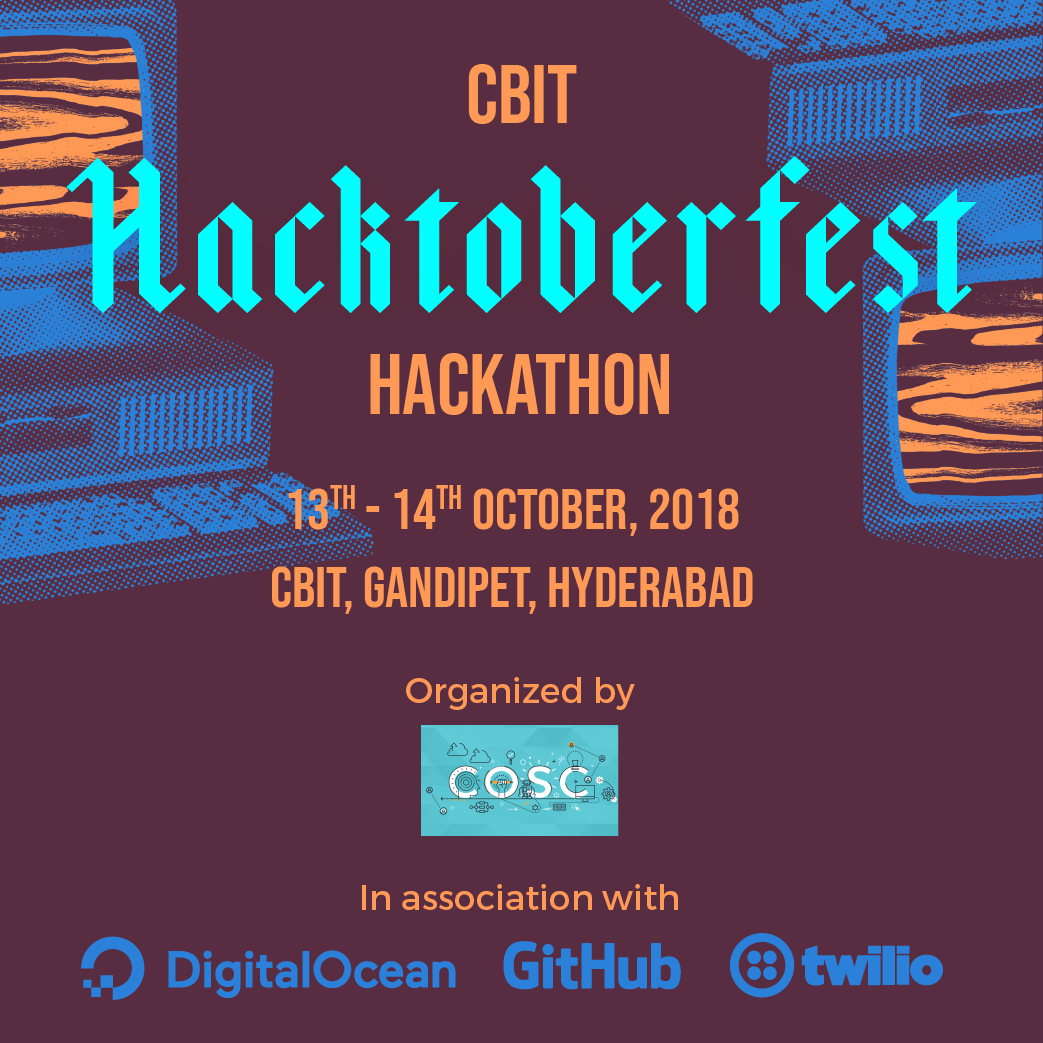 CBIT
Hacktoberfest
HACKATHON
13TH - 14TH OCTOBER, 2018
CBIT, GANDIPET, HYDERABAD
Organized by
COSC
In association with
DigitalOcean GitHub twilio